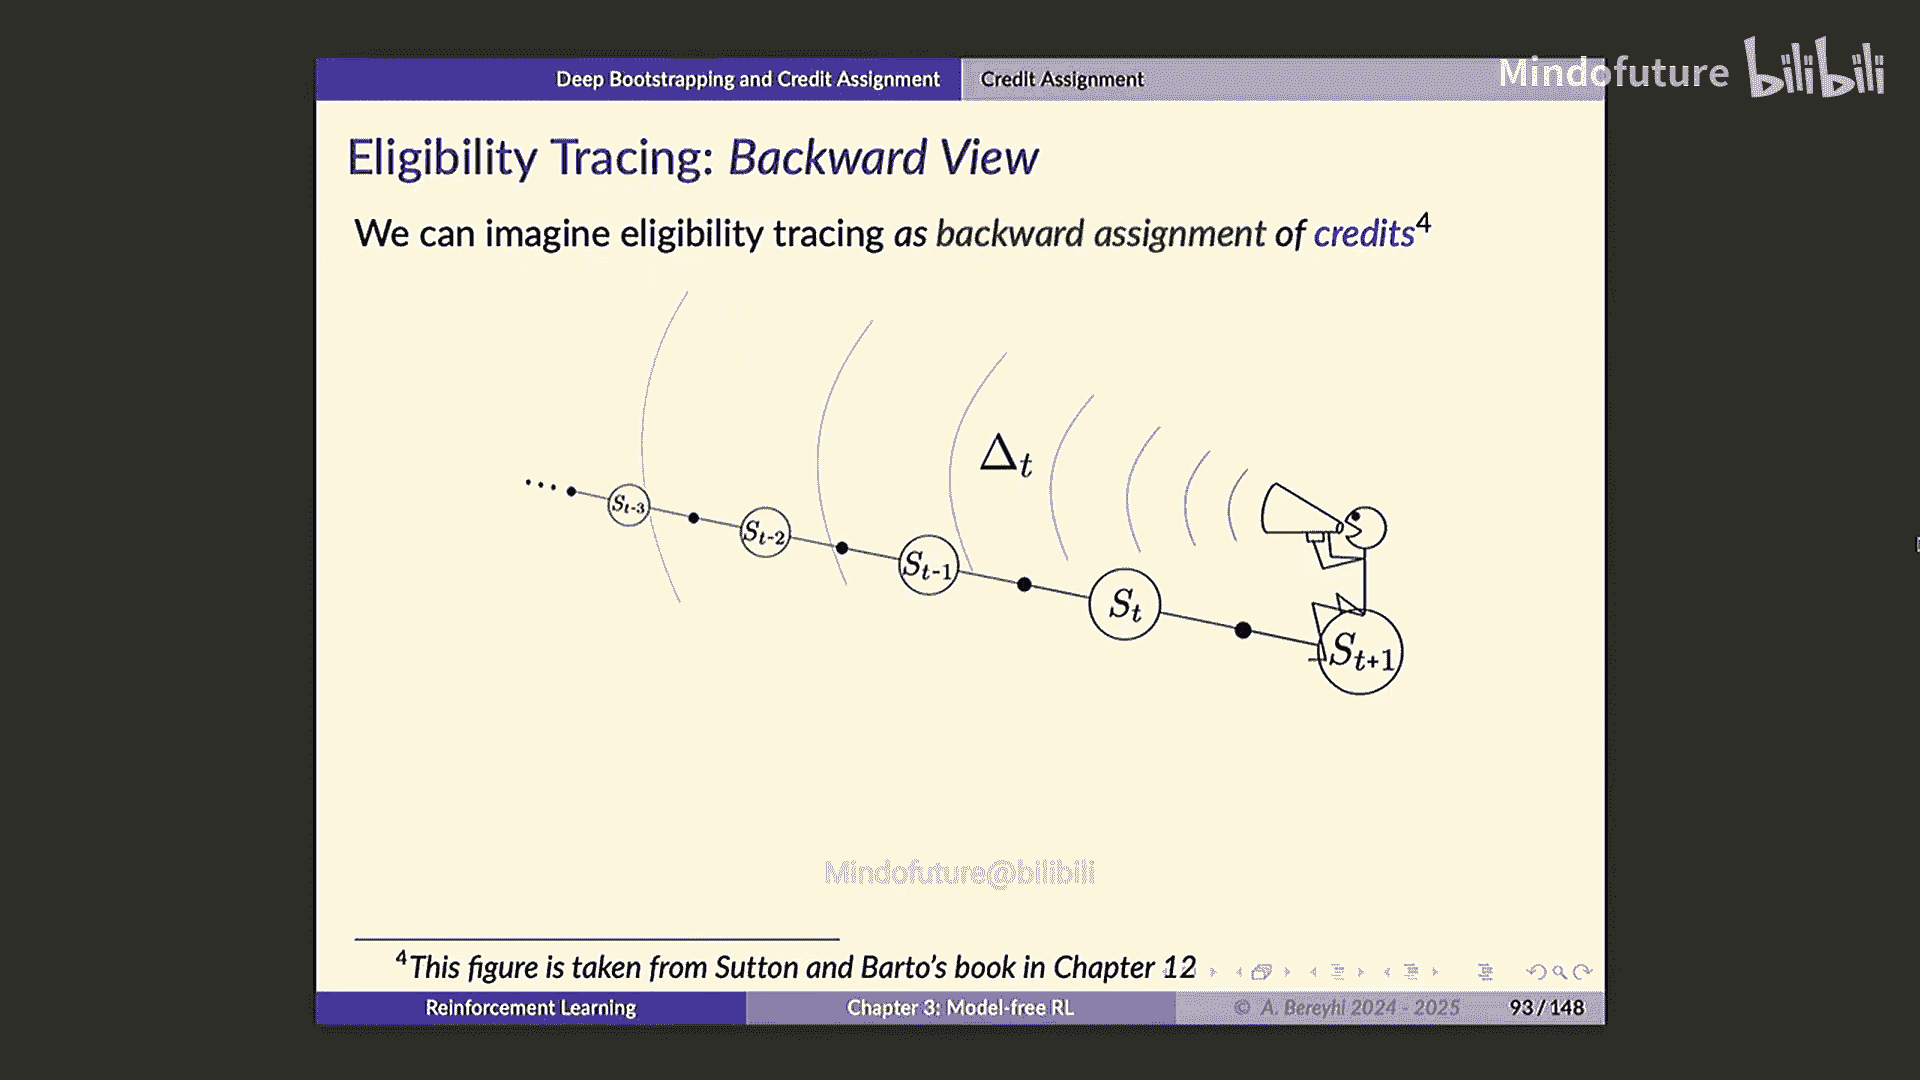 Mindofuture bilibili
Deep Bootstrapping and Credit Assignment Credit Assignment
Eligibility Tracing: Backward View
We can imagine eligibility tracing as backward assignment of credits⁴
Δt
... St-3 St-2 St-1 St St+1
Mindofuture@bilibili
⁴This figure is taken from Sutton and Barto's book in Chapter 12
Reinforcement Learning Chapter 3: Model-free RL © A. Bereyhi 2024 - 2025 93/148